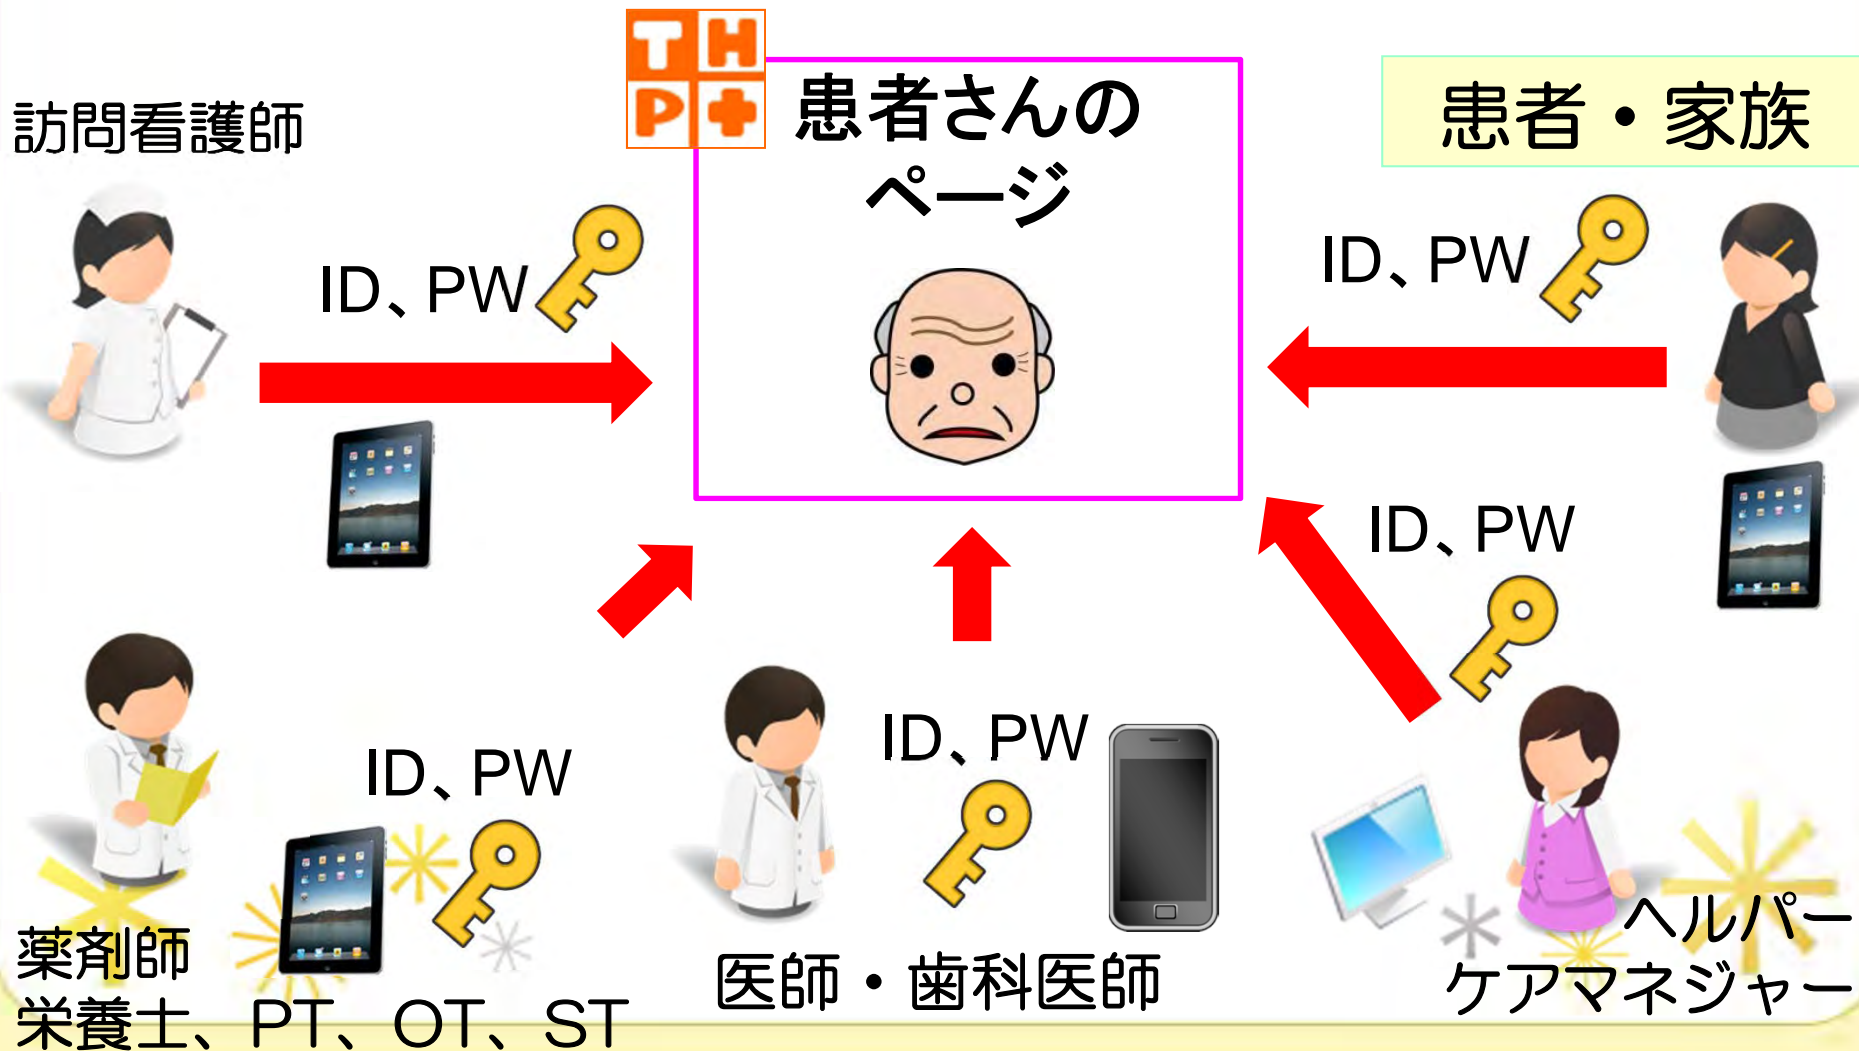 TH
P✚
患者さんの
ページ
訪問看護師
患者・家族
ID、PW
ID、PW
ID、PW
ID、PW
ID、PW
薬剤師
栄養士、PT、OT、ST
医師・歯科医師
ヘルパー
ケアマネジャー